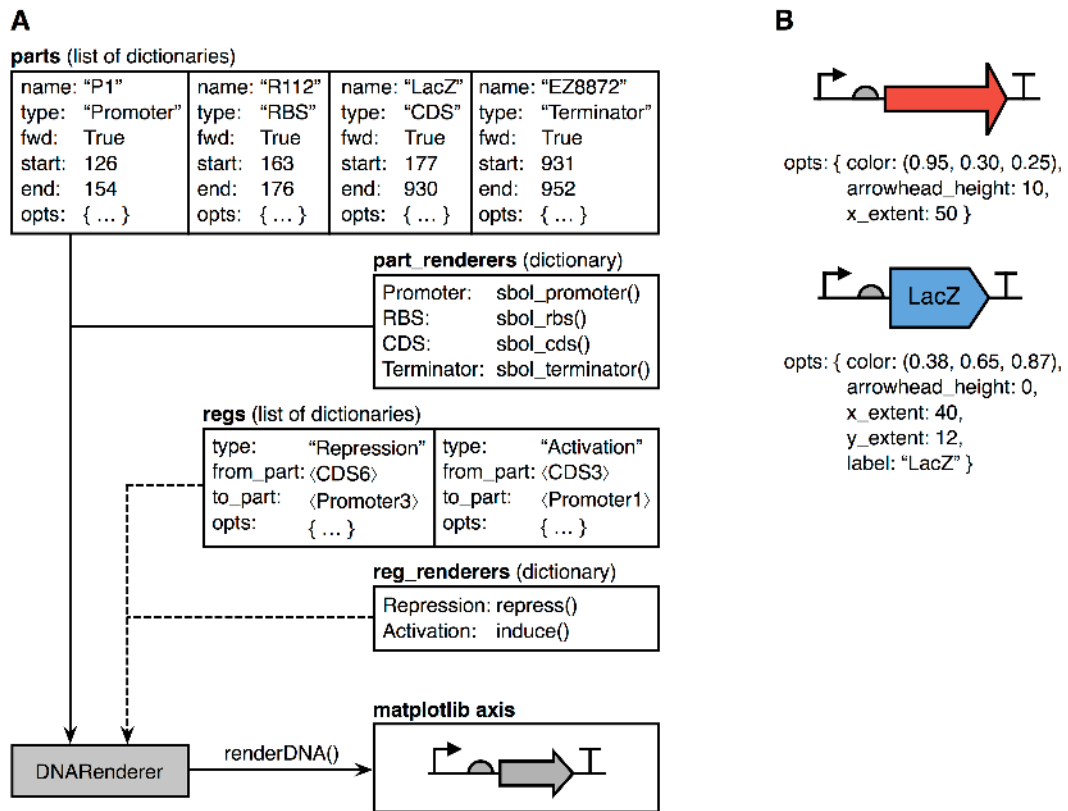 A
parts (list of dictionaries)
name: “P1” name: “R112” name: “LacZ” name: “EZ8872”
type: “Promoter” type: “RBS” type: “CDS” type: “Terminator”
fwd: True fwd: True fwd: True fwd: True
start: 126 start: 163 start: 177 start: 931
end: 154 end: 176 end: 930 end: 952
opts: { ... } opts: { ... } opts: { ... } opts: { ... }
part_renderers (dictionary)
Promoter: sbol_promoter()
RBS: sbol_rbs()
CDS: sbol_cds()
Terminator: sbol_terminator()
regs (list of dictionaries)
type: “Repression” type: “Activation”
from_part: ⟨CDS6⟩ from_part: ⟨CDS3⟩
to_part: ⟨Promoter3⟩ to_part: ⟨Promoter1⟩
opts: { ... } opts: { ... }
reg_renderers (dictionary)
Repression: repress()
Activation: induce()
matplotlib axis
DNARenderer
renderDNA()
B
opts: { color: (0.95, 0.30, 0.25),
arrowhead_height: 10,
x_extent: 50 }
LacZ
opts: { color: (0.38, 0.65, 0.87),
arrowhead_height: 0,
x_extent: 40,
y_extent: 12,
label: “LacZ” }